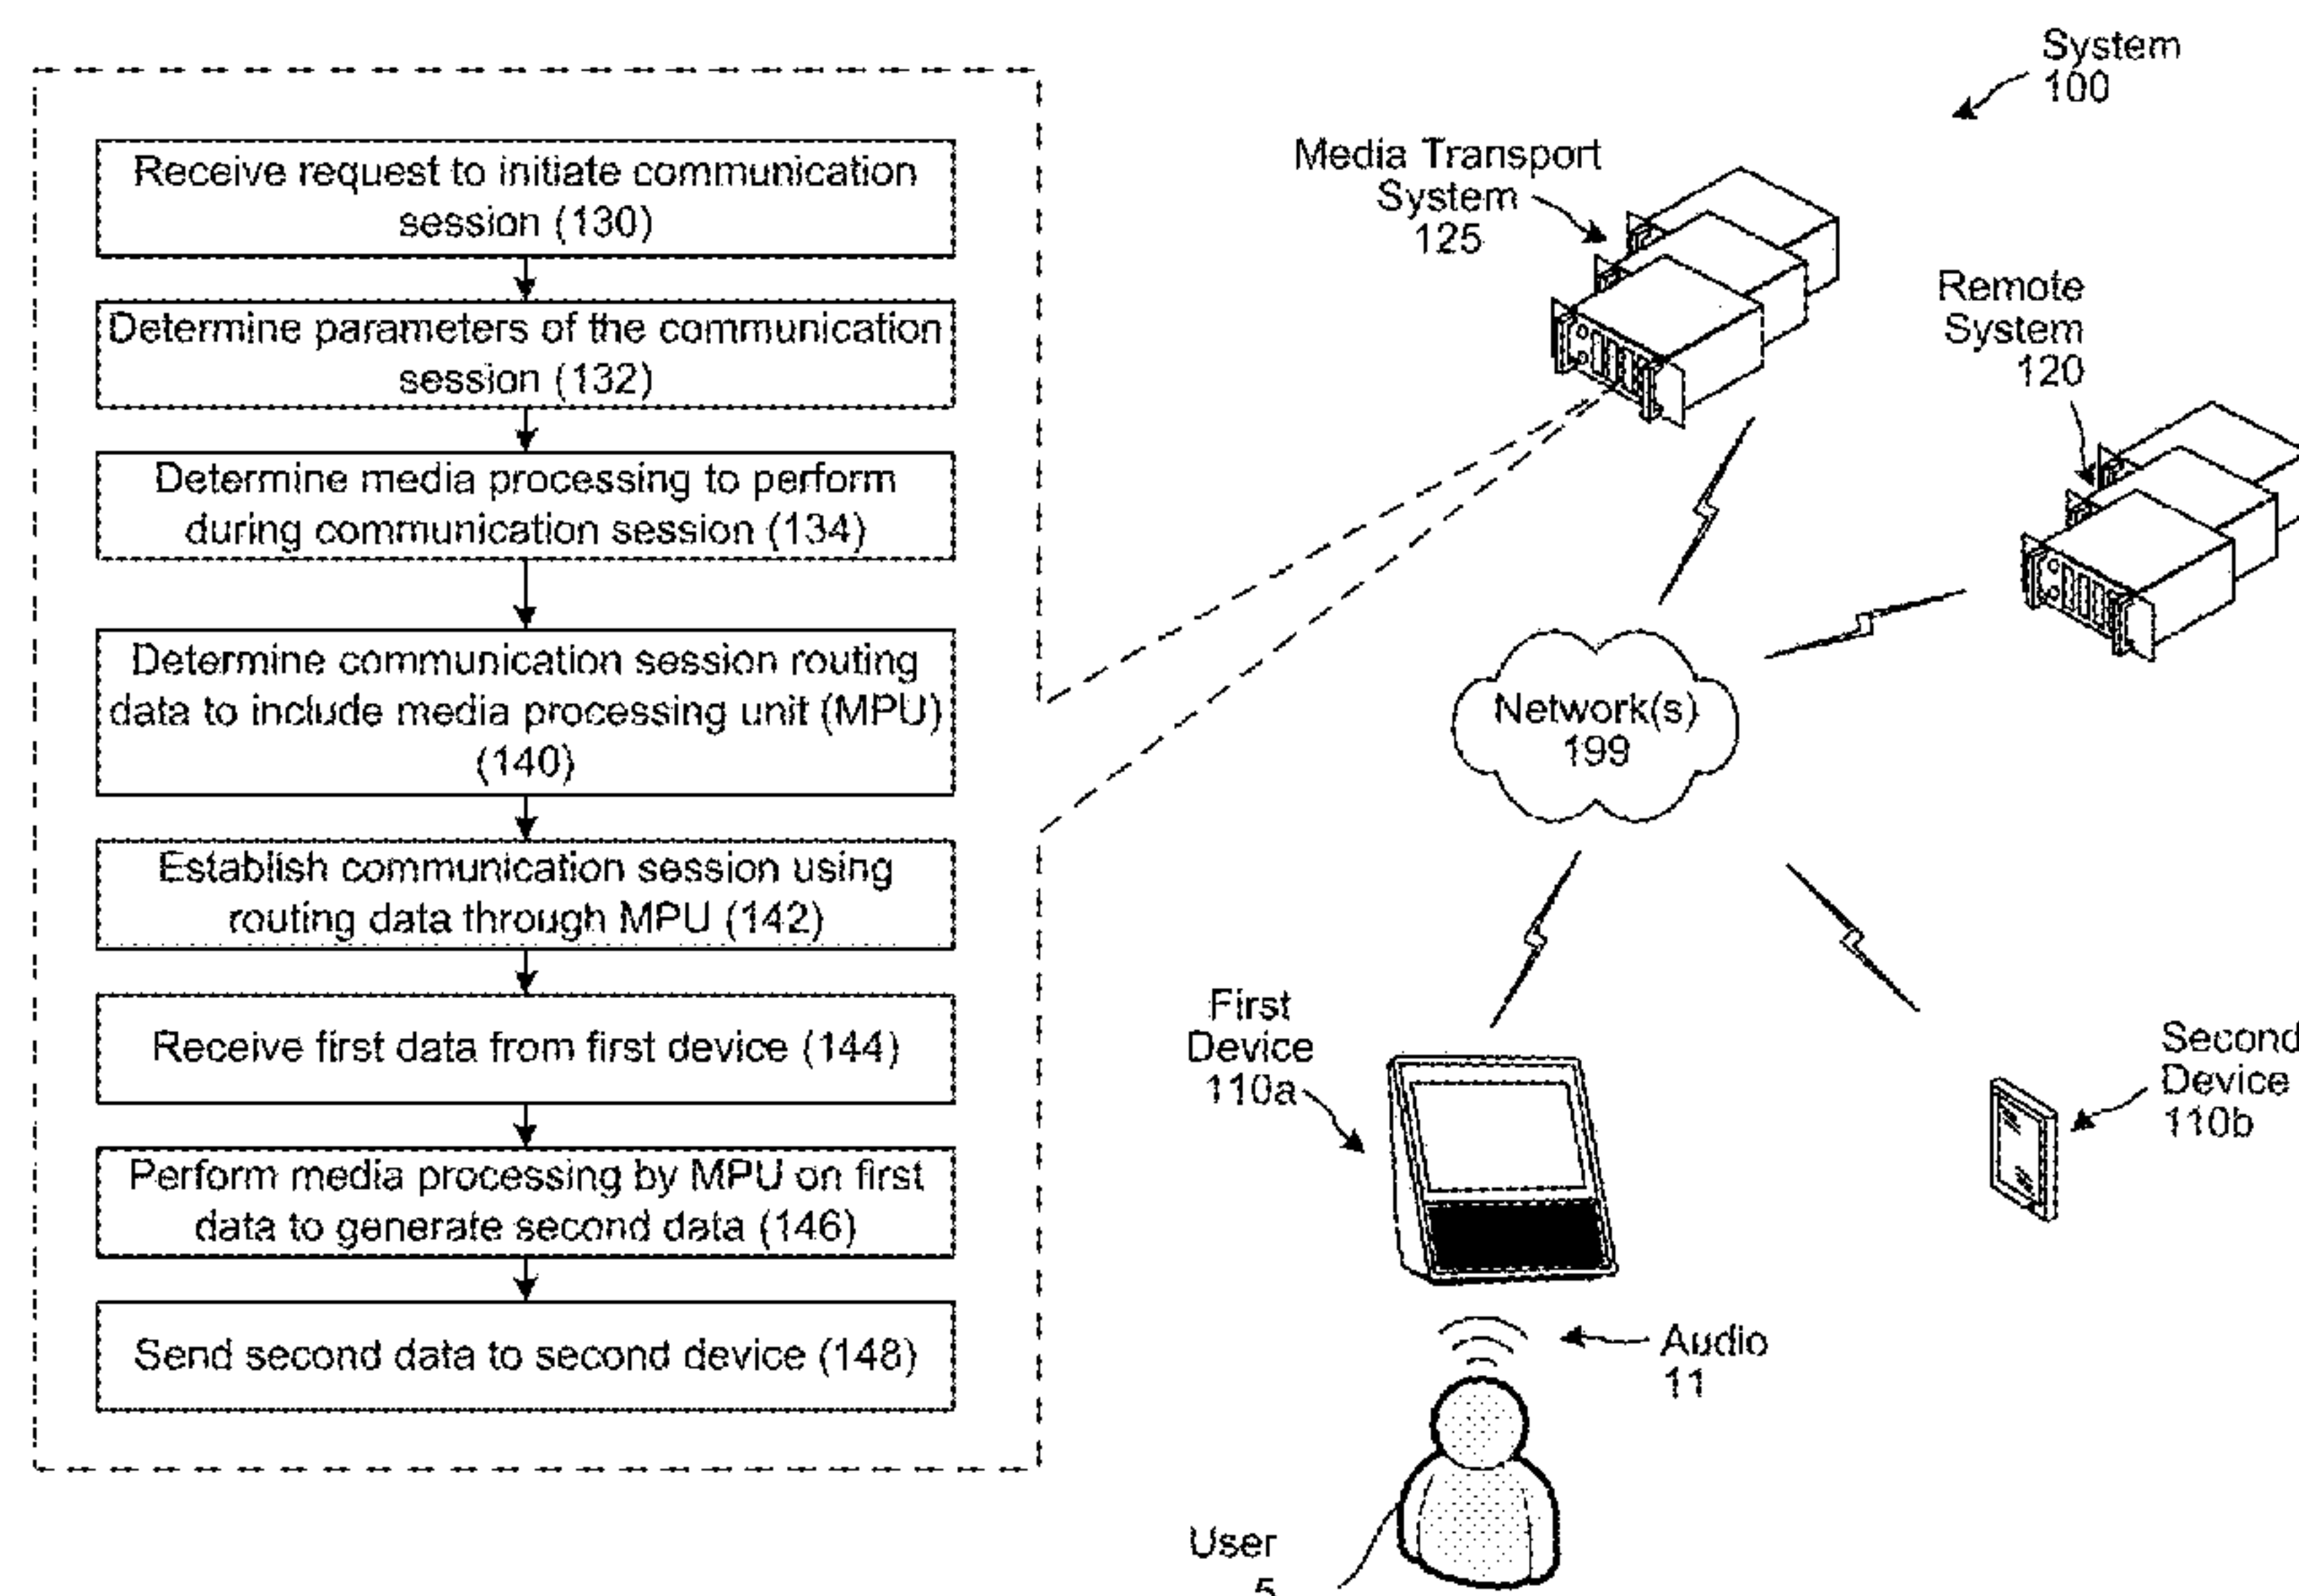 Receive request to initiate communication
session (130)
Determine parameters of the communication
session (132)
Determine media processing to perform
during communication session (134)
Determine communication session routing
data to include media processing unit (MPU)
(140)
Establish communication session using
routing data through MPU (142)
Receive first data from first device (144)
Perform media processing by MPU on first
data to generate second data (146)
Send second data to second device (148)
System
100
Media Transport
System
125
Remote
System
120
Network(s)
199
First
Device
110a
Second
Device
110b
Audio
11
User
5